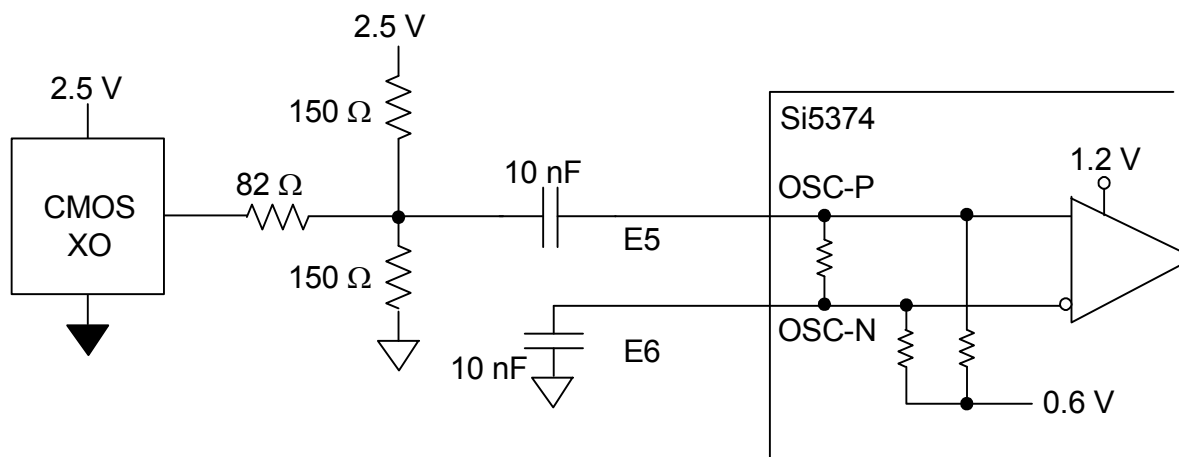 2.5 V
2.5 V
150 Ω
Si5374
10 nF
OSC-P
1.2 V
82 Ω
CMOS
XO
E5
150 Ω
OSC-N
E6
10 nF
0.6 V